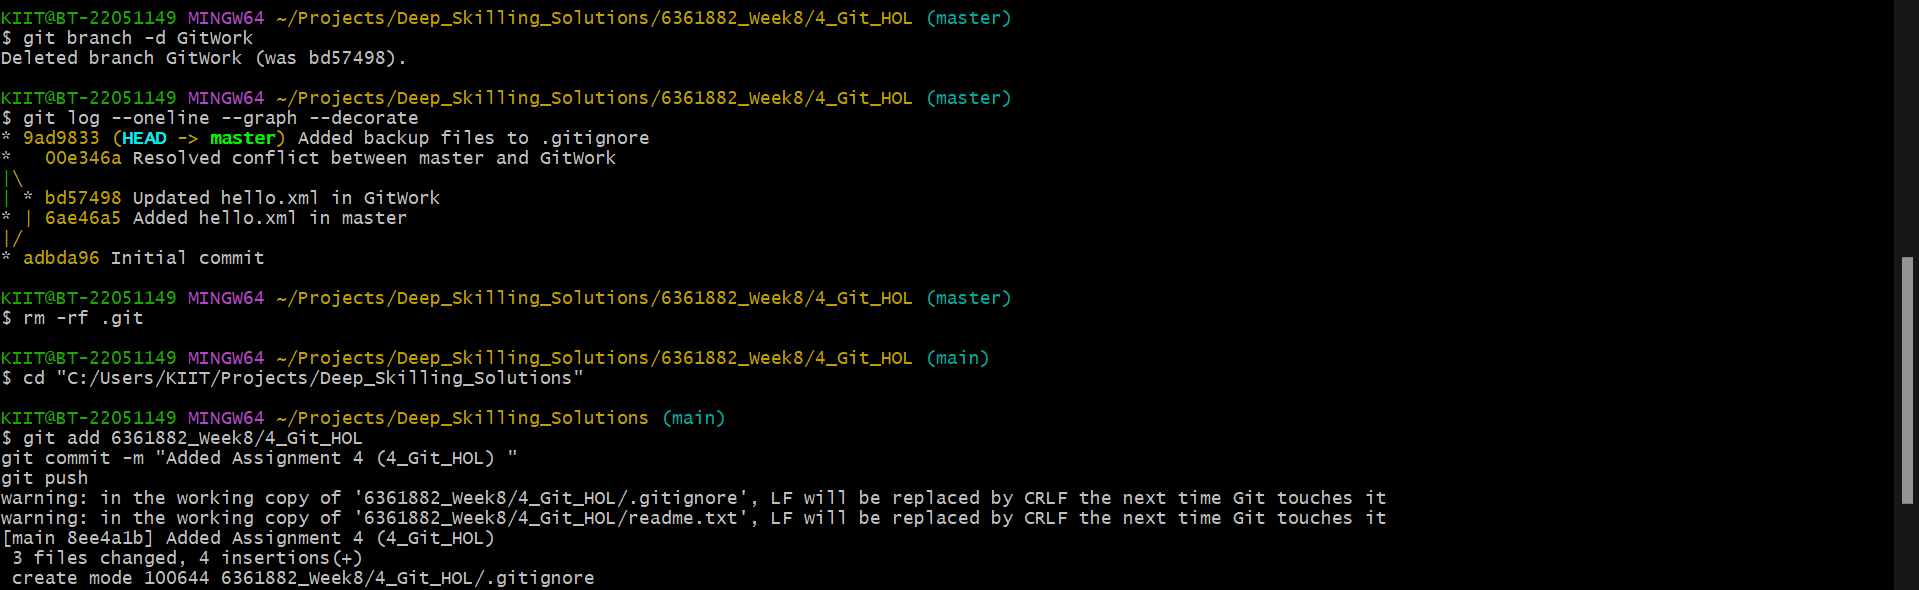 KIIT@BT-22051149 MINGW64 ~/Projects/Deep_Skilling_Solutions/6361882_Week8/4_Git_HOL (master)
$ git branch -d GitWork
Deleted branch GitWork (was bd57498).

KIIT@BT-22051149 MINGW64 ~/Projects/Deep_Skilling_Solutions/6361882_Week8/4_Git_HOL (master)
$ git log --oneline --graph --decorate
* 9ad9833 (HEAD -> master) Added backup files to .gitignore
*   00e346a Resolved conflict between master and GitWork
|\
| * bd57498 Updated hello.xml in GitWork
* | 6ae46a5 Added hello.xml in master
|/
* adbda96 Initial commit

KIIT@BT-22051149 MINGW64 ~/Projects/Deep_Skilling_Solutions/6361882_Week8/4_Git_HOL (master)
$ rm -rf .git

KIIT@BT-22051149 MINGW64 ~/Projects/Deep_Skilling_Solutions/6361882_Week8/4_Git_HOL (main)
$ cd "C:/Users/KIIT/Projects/Deep_Skilling_Solutions"

KIIT@BT-22051149 MINGW64 ~/Projects/Deep_Skilling_Solutions (main)
$ git add 6361882_Week8/4_Git_HOL
git commit -m "Added Assignment 4 (4_Git_HOL) "
git push
warning: in the working copy of '6361882_Week8/4_Git_HOL/.gitignore', LF will be replaced by CRLF the next time Git touches it
warning: in the working copy of '6361882_Week8/4_Git_HOL/readme.txt', LF will be replaced by CRLF the next time Git touches it
[main 8ee4a1b] Added Assignment 4 (4_Git_HOL)
 3 files changed, 4 insertions(+)
 create mode 100644 6361882_Week8/4_Git_HOL/.gitignore